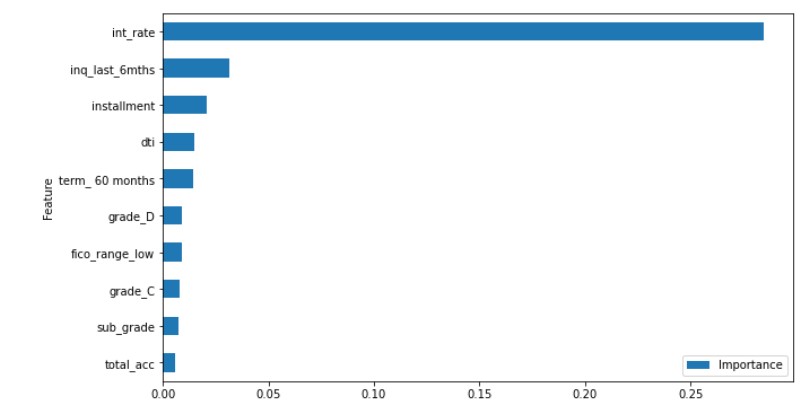 int_rate
inq_last_6mths
installment
dti
term_ 60 months
grade_D
fico_range_low
grade_C
sub_grade
total_acc
Feature
Importance
0.00 0.05 0.10 0.15 0.20 0.25